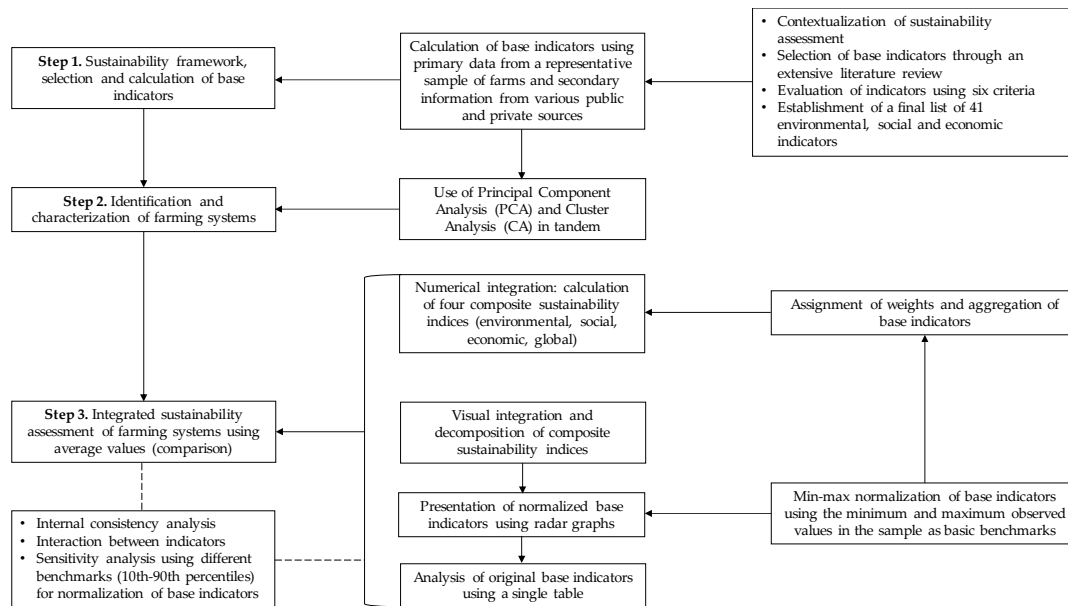 Step 1. Sustainability framework,
selection and calculation of base
indicators
Calculation of base indicators using
primary data from a representative
sample of farms and secondary
information from various public
and private sources
• Contextualization of sustainability
assessment
• Selection of base indicators through an
extensive literature review
• Evaluation of indicators using six criteria
• Establishment of a final list of 41
environmental, social and economic
indicators
Step 2. Identification and
characterization of farming systems
Use of Principal Component
Analysis (PCA) and Cluster
Analysis (CA) in tandem
Numerical integration: calculation
of four composite sustainability
indices (environmental, social,
economic, global)
Assignment of weights and aggregation of
base indicators
Step 3. Integrated sustainability
assessment of farming systems using
average values (comparison)
Visual integration and
decomposition of composite
sustainability indices
Presentation of normalized base
indicators using radar graphs
Min-max normalization of base indicators
using the minimum and maximum observed
values in the sample as basic benchmarks
• Internal consistency analysis
• Interaction between indicators
• Sensitivity analysis using different
benchmarks (10th-90th percentiles)
for normalization of base indicators
Analysis of original base indicators
using a single table